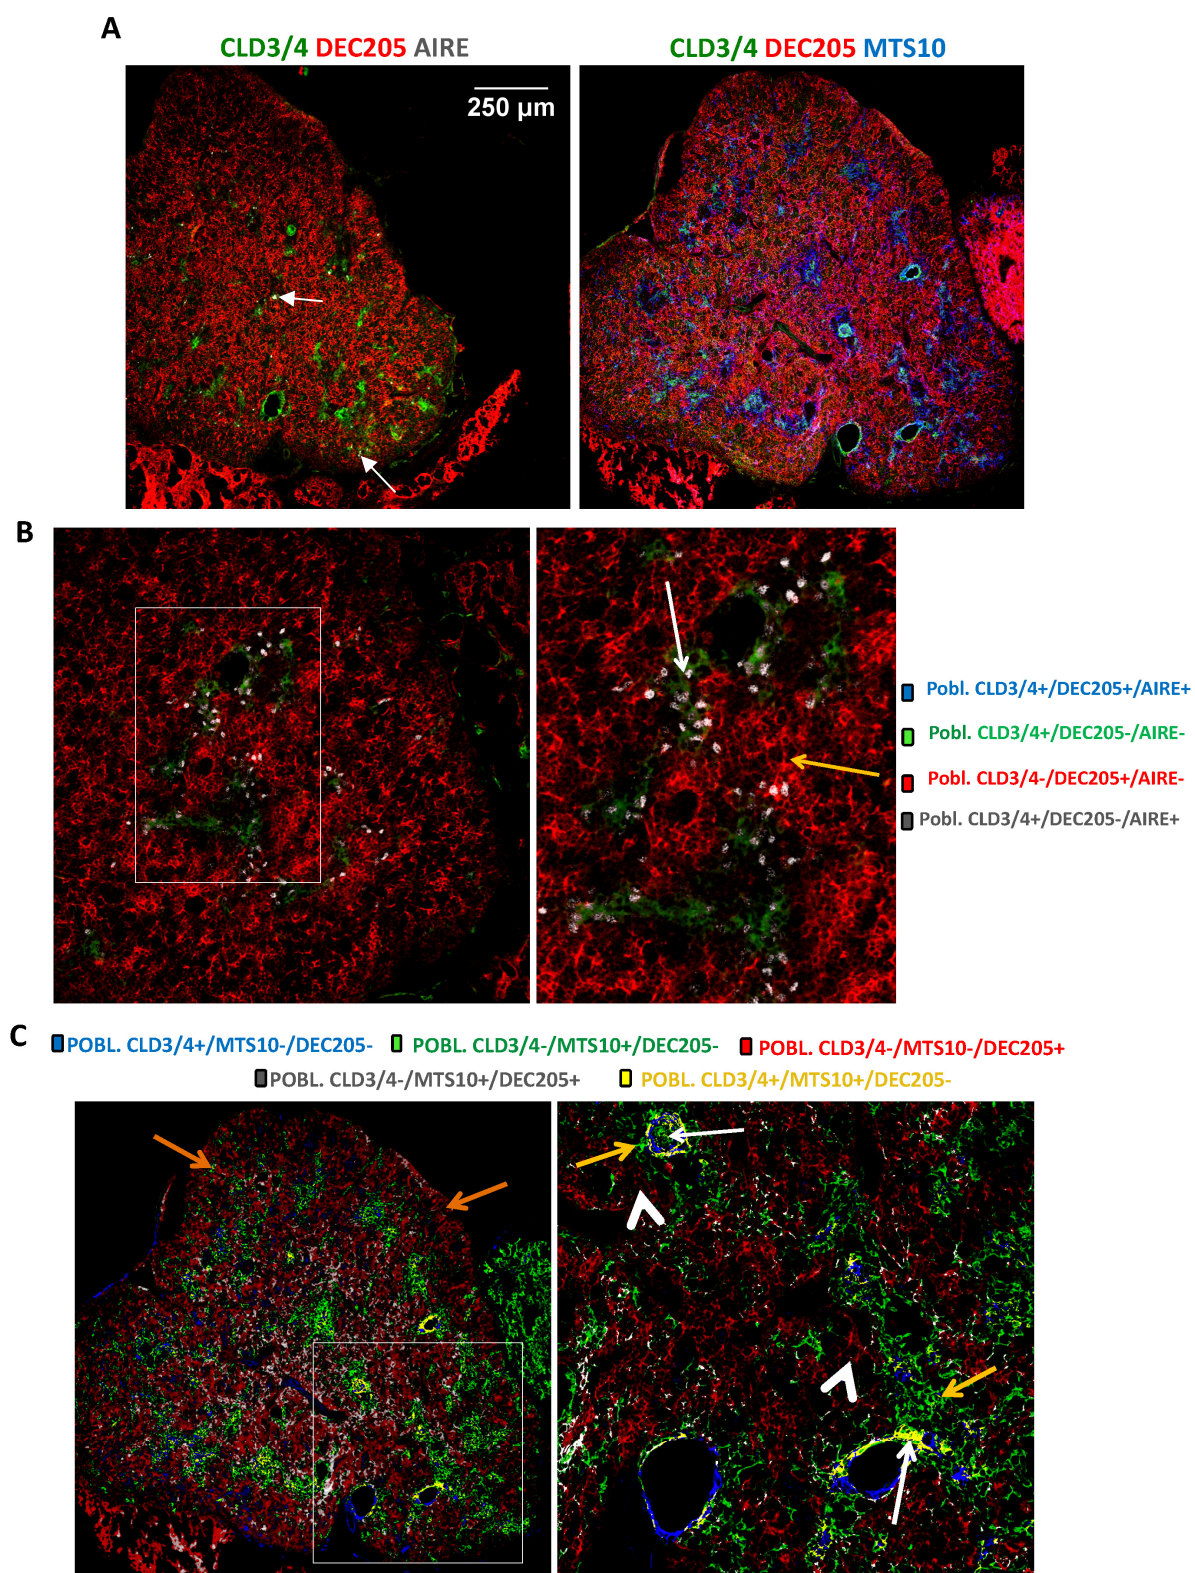 A
CLD3/4 DEC205 AIRE
CLD3/4 DEC205 MTS10
250 µm
B
Pobl. CLD3/4+/DEC205+/AIRE+
Pobl. CLD3/4+/DEC205-/AIRE-
Pobl. CLD3/4-/DEC205+/AIRE-
Pobl. CLD3/4+/DEC205-/AIRE+
C
POBL. CLD3/4+/MTS10-/DEC205-
POBL. CLD3/4-/MTS10+/DEC205-
POBL. CLD3/4-/MTS10-/DEC205+
POBL. CLD3/4-/MTS10+/DEC205+
POBL. CLD3/4+/MTS10+/DEC205-